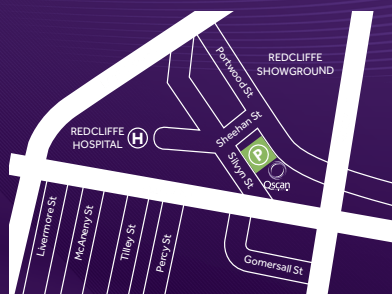 REDCLIFFE
SHOWGROUND
Portwood St
Sheehan St
REDCLIFFE
HOSPITAL
H
P
Silvyn St
Qscan
Livermore St
McAneny St
Tilley St
Percy St
Gomersall St